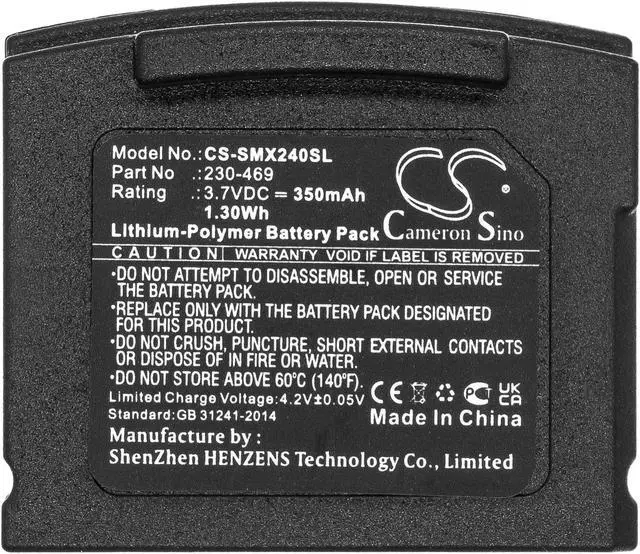 Model No.:CS-SMX240SL
Part No .:230-469
Rating .:3.7VDC = 350mAh
1.30Wh
CS
Lithium-Polymer Battery Pack
Cameron Sino
CAUTION WARRANTY VOID IF LABEL IS REMOVED
•DO NOT ATTEMPT TO DISASSEMBLE, OPEN OR SERVICE
THE BATTERY PACK.
•REPLACE ONLY WITH THE BATTERY PACK DESIGNATED
FOR THIS PRODUCT.
•DO NOT CRUSH, PUNCTURE, SHORT EXTERNAL CONTACTS
OR DISPOSE OF IN FIRE OR WATER.
•DO NOT STORE ABOVE 60°C (140°F).
Limited Charge Voltage:4.2V±0.05V
Standard:GB 31241-2014
CE PCT UK CA
Made In China
Manufacture by :
ShenZhen HENZENS Technology Co., Limited